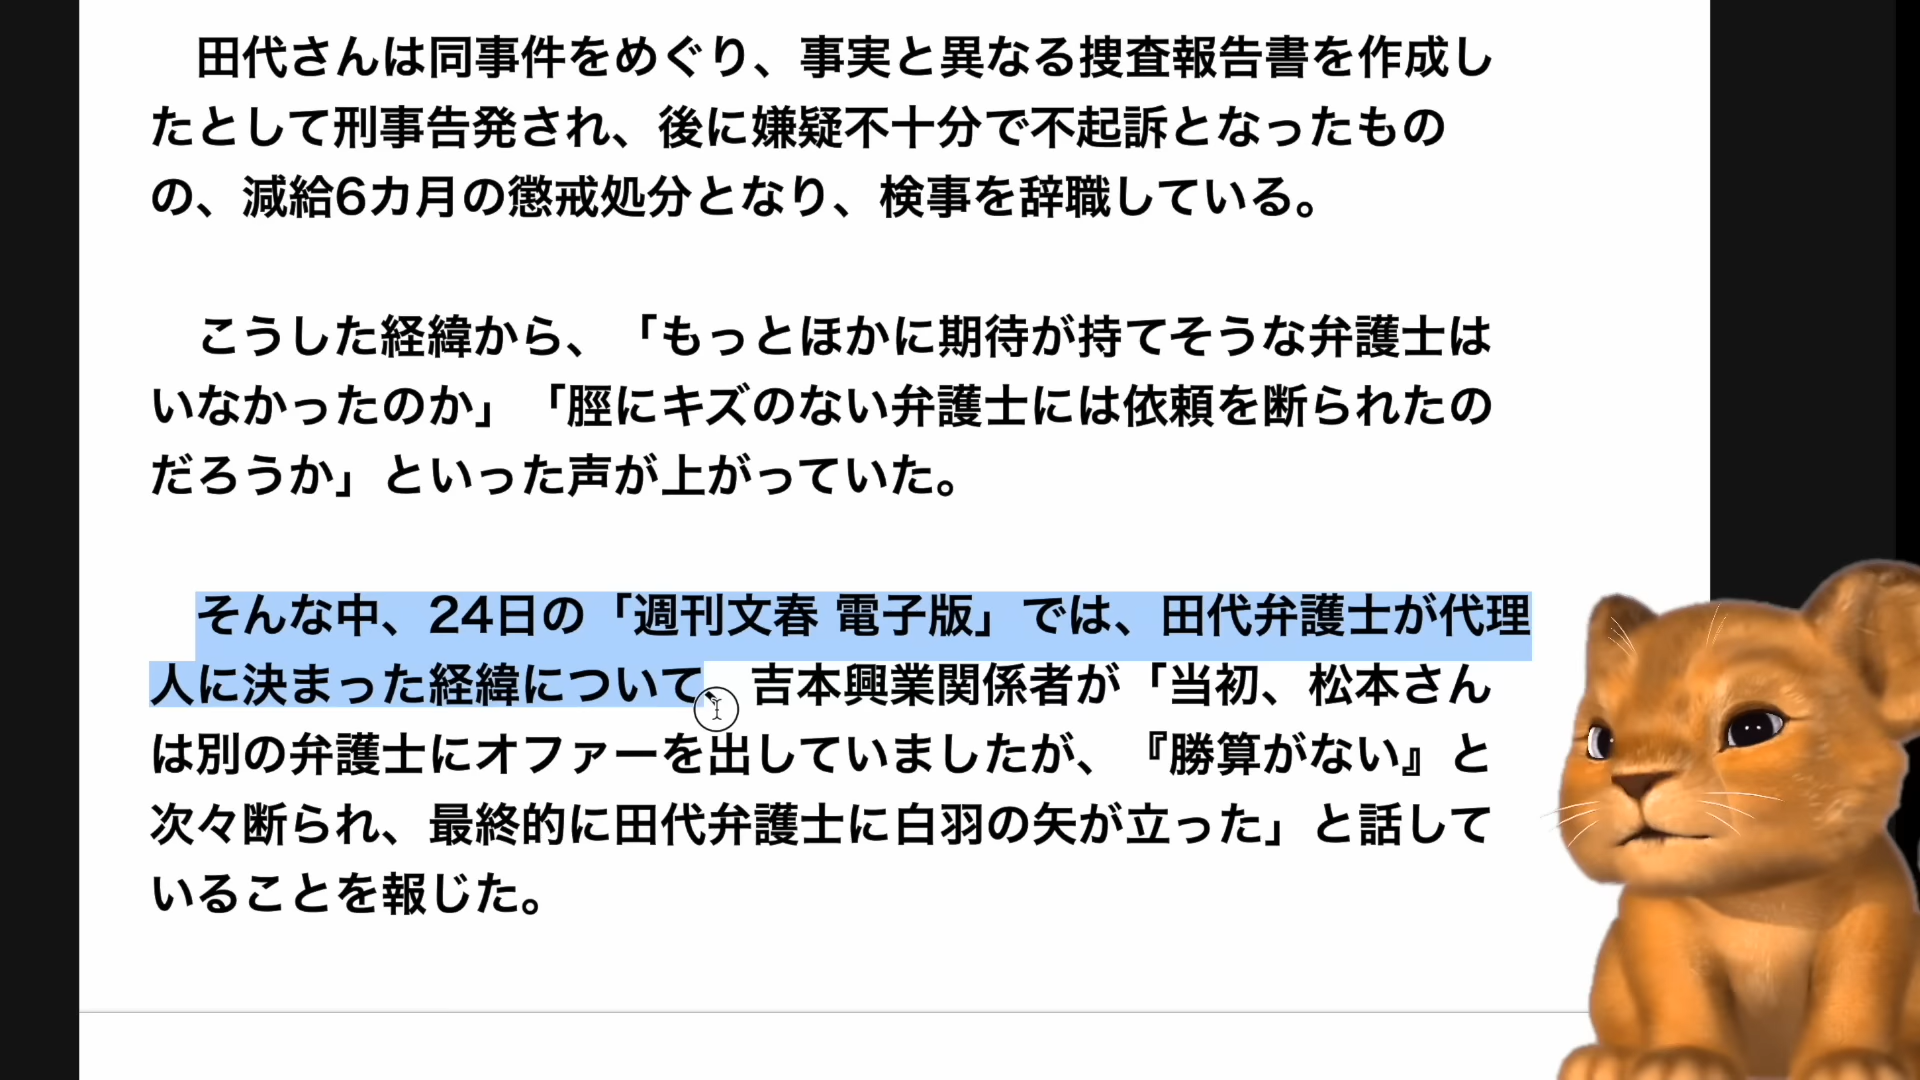 田代さんは同事件をめぐり、事実と異なる捜査報告書を作成し
たとして刑事告発され、後に嫌疑不十分で不起訴となったもの
の、減給6カ月の懲戒処分となり、検事を辞職している。
こうした経緯から、「もっとほかに期待が持てそうな弁護士は
いなかったのか」「脛にキズのない弁護士には依頼を断られたの
だろうか」といった声が上がっていた。
そんな中、24日の「週刊文春 電子版」では、田代弁護士が代理
人に決まった経緯について 吉本興業関係者が「当初、松本さん
は別の弁護士にオファーを出していましたが、『勝算がない』と
次々断られ、最終的に田代弁護士に白羽の矢が立った」と話して
いることを報じた。